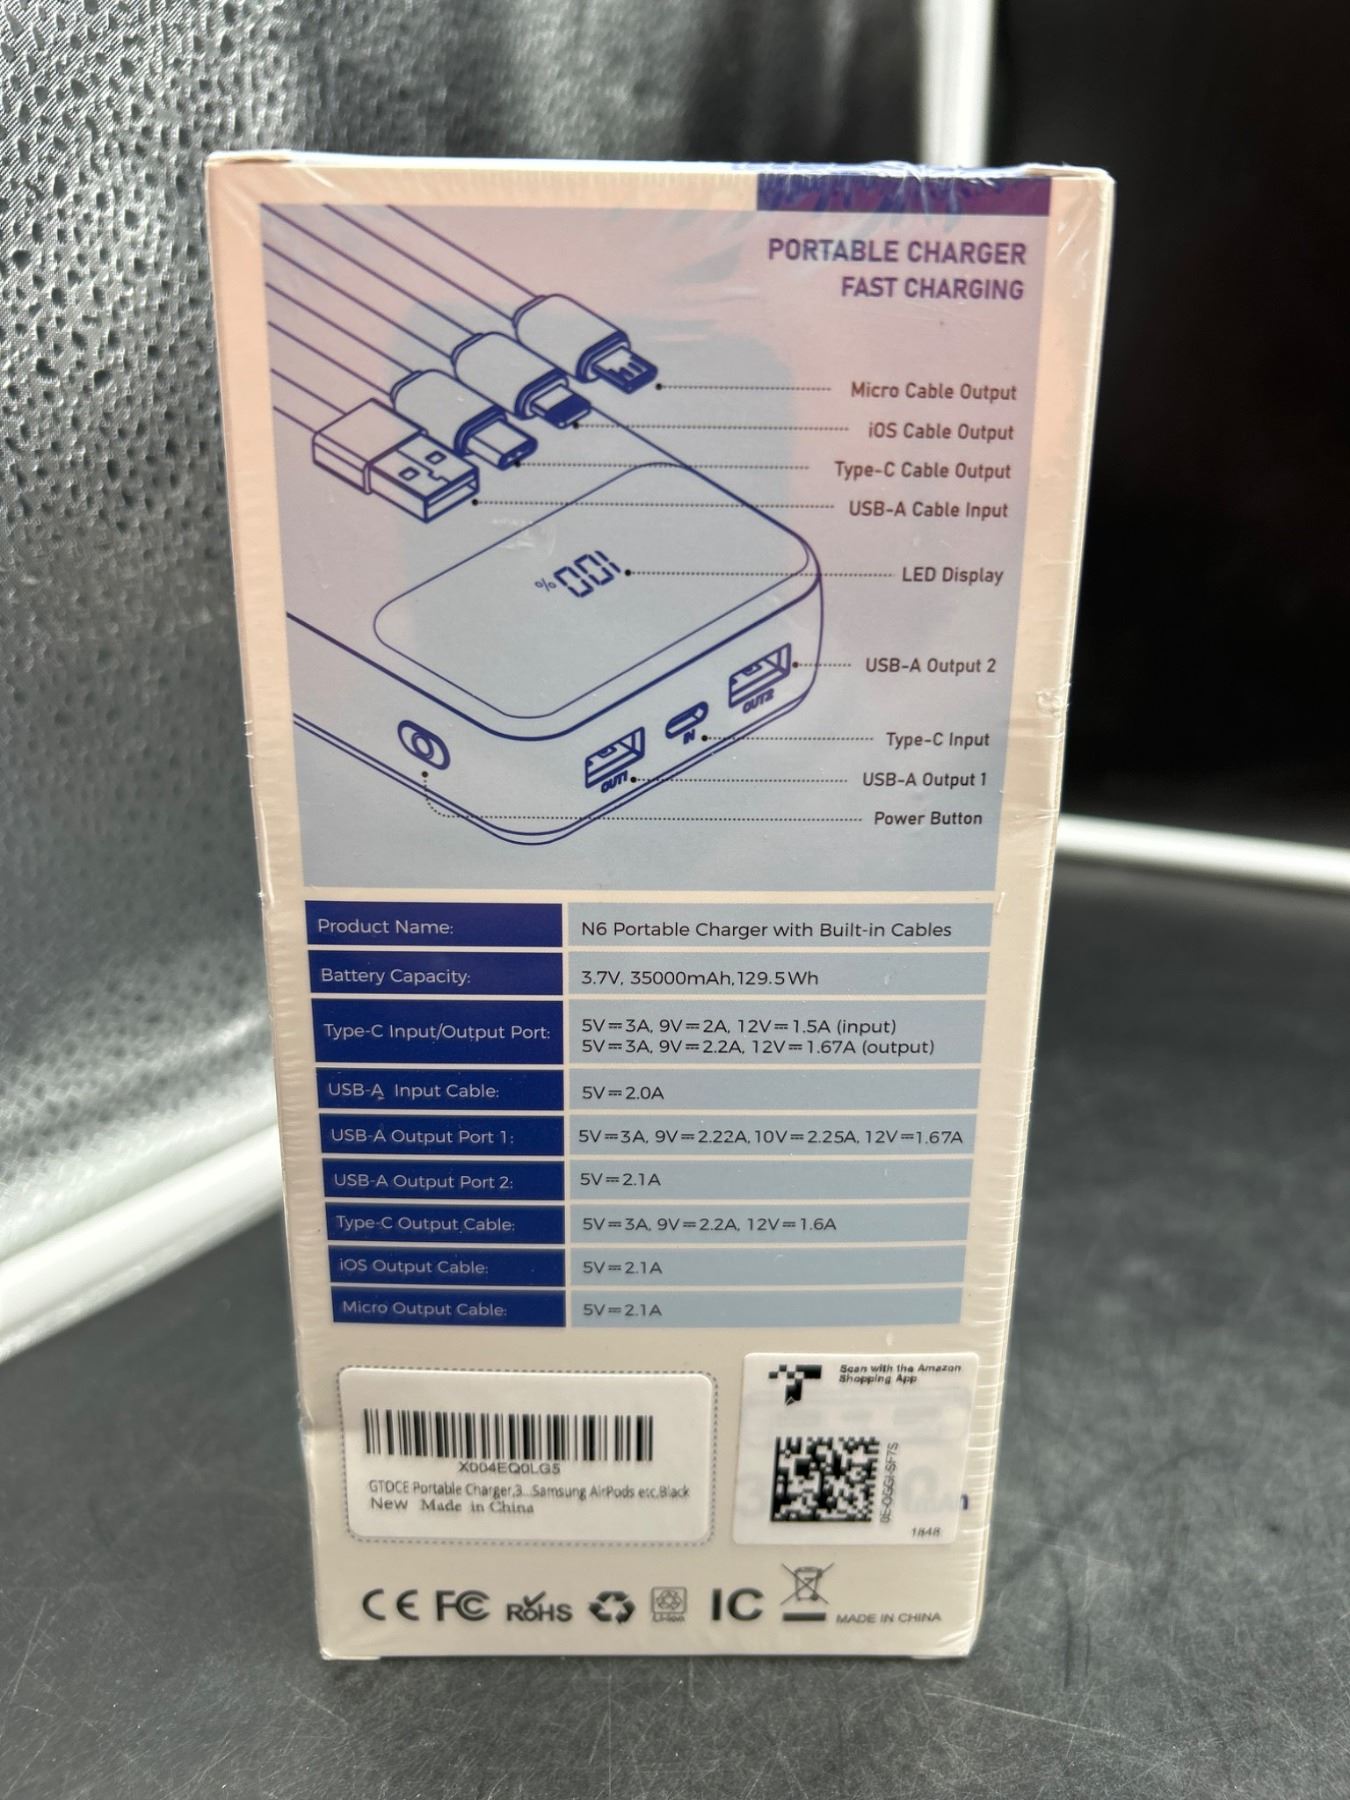 PORTABLE CHARGER
FAST CHARGING
Micro Cable Output
iOS Cable Output
Type-C Cable Output
USB-A Cable Input
100%
LED Display
USB-A Output 2
OUT2
Type-C Input
IN
USB-A Output 1
OUT1
Power Button
Product Name: N6 Portable Charger with Built-in Cables
Battery Capacity: 3.7V, 35000mAh,129.5Wh
Type-C Input/Output Port: 5V⎓3A, 9V⎓2A, 12V⎓1.5A (input)
5V⎓3A, 9V⎓2.2A, 12V⎓1.67A (output)
USB-A Input Cable: 5V⎓2.0A
USB-A Output Port 1: 5V⎓3A, 9V⎓2.22A, 10V⎓2.25A, 12V⎓1.67A
USB-A Output Port 2: 5V⎓2.1A
Type-C Output Cable: 5V⎓3A, 9V⎓2.2A, 12V⎓1.6A
iOS Output Cable: 5V⎓2.1A
Micro Output Cable: 5V⎓2.1A
X004EQ0LG5
GTOCE Portable Charger,3...Samsung AirPods esc,Black
New Made in China
Scan with the Amazon
Shopping App
0E-OGGI-SF7S
1848
CE FC RoHS Li-ion IC MADE IN CHINA